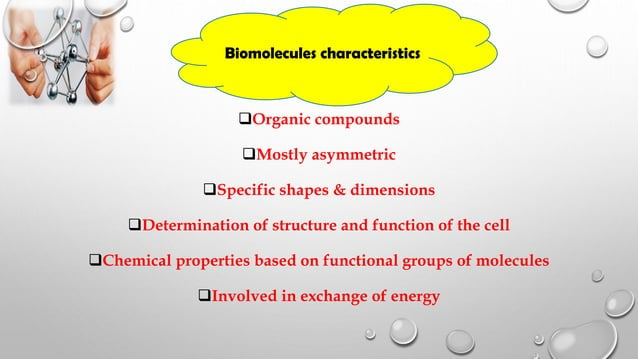 Biomolecules characteristics
❑Organic compounds
❑Mostly asymmetric
❑Specific shapes & dimensions
❑Determination of structure and function of the cell
❑Chemical properties based on functional groups of molecules
❑Involved in exchange of energy